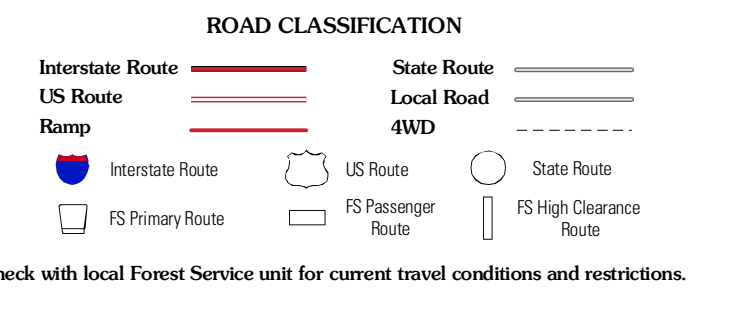 ROAD CLASSIFICATION
Interstate Route
State Route
US Route
Local Road
Ramp
4WD
Interstate Route
US Route
State Route
FS Primary Route
FS Passenger
Route
FS High Clearance
Route
with local Forest Service unit for current travel conditions and restrictions.